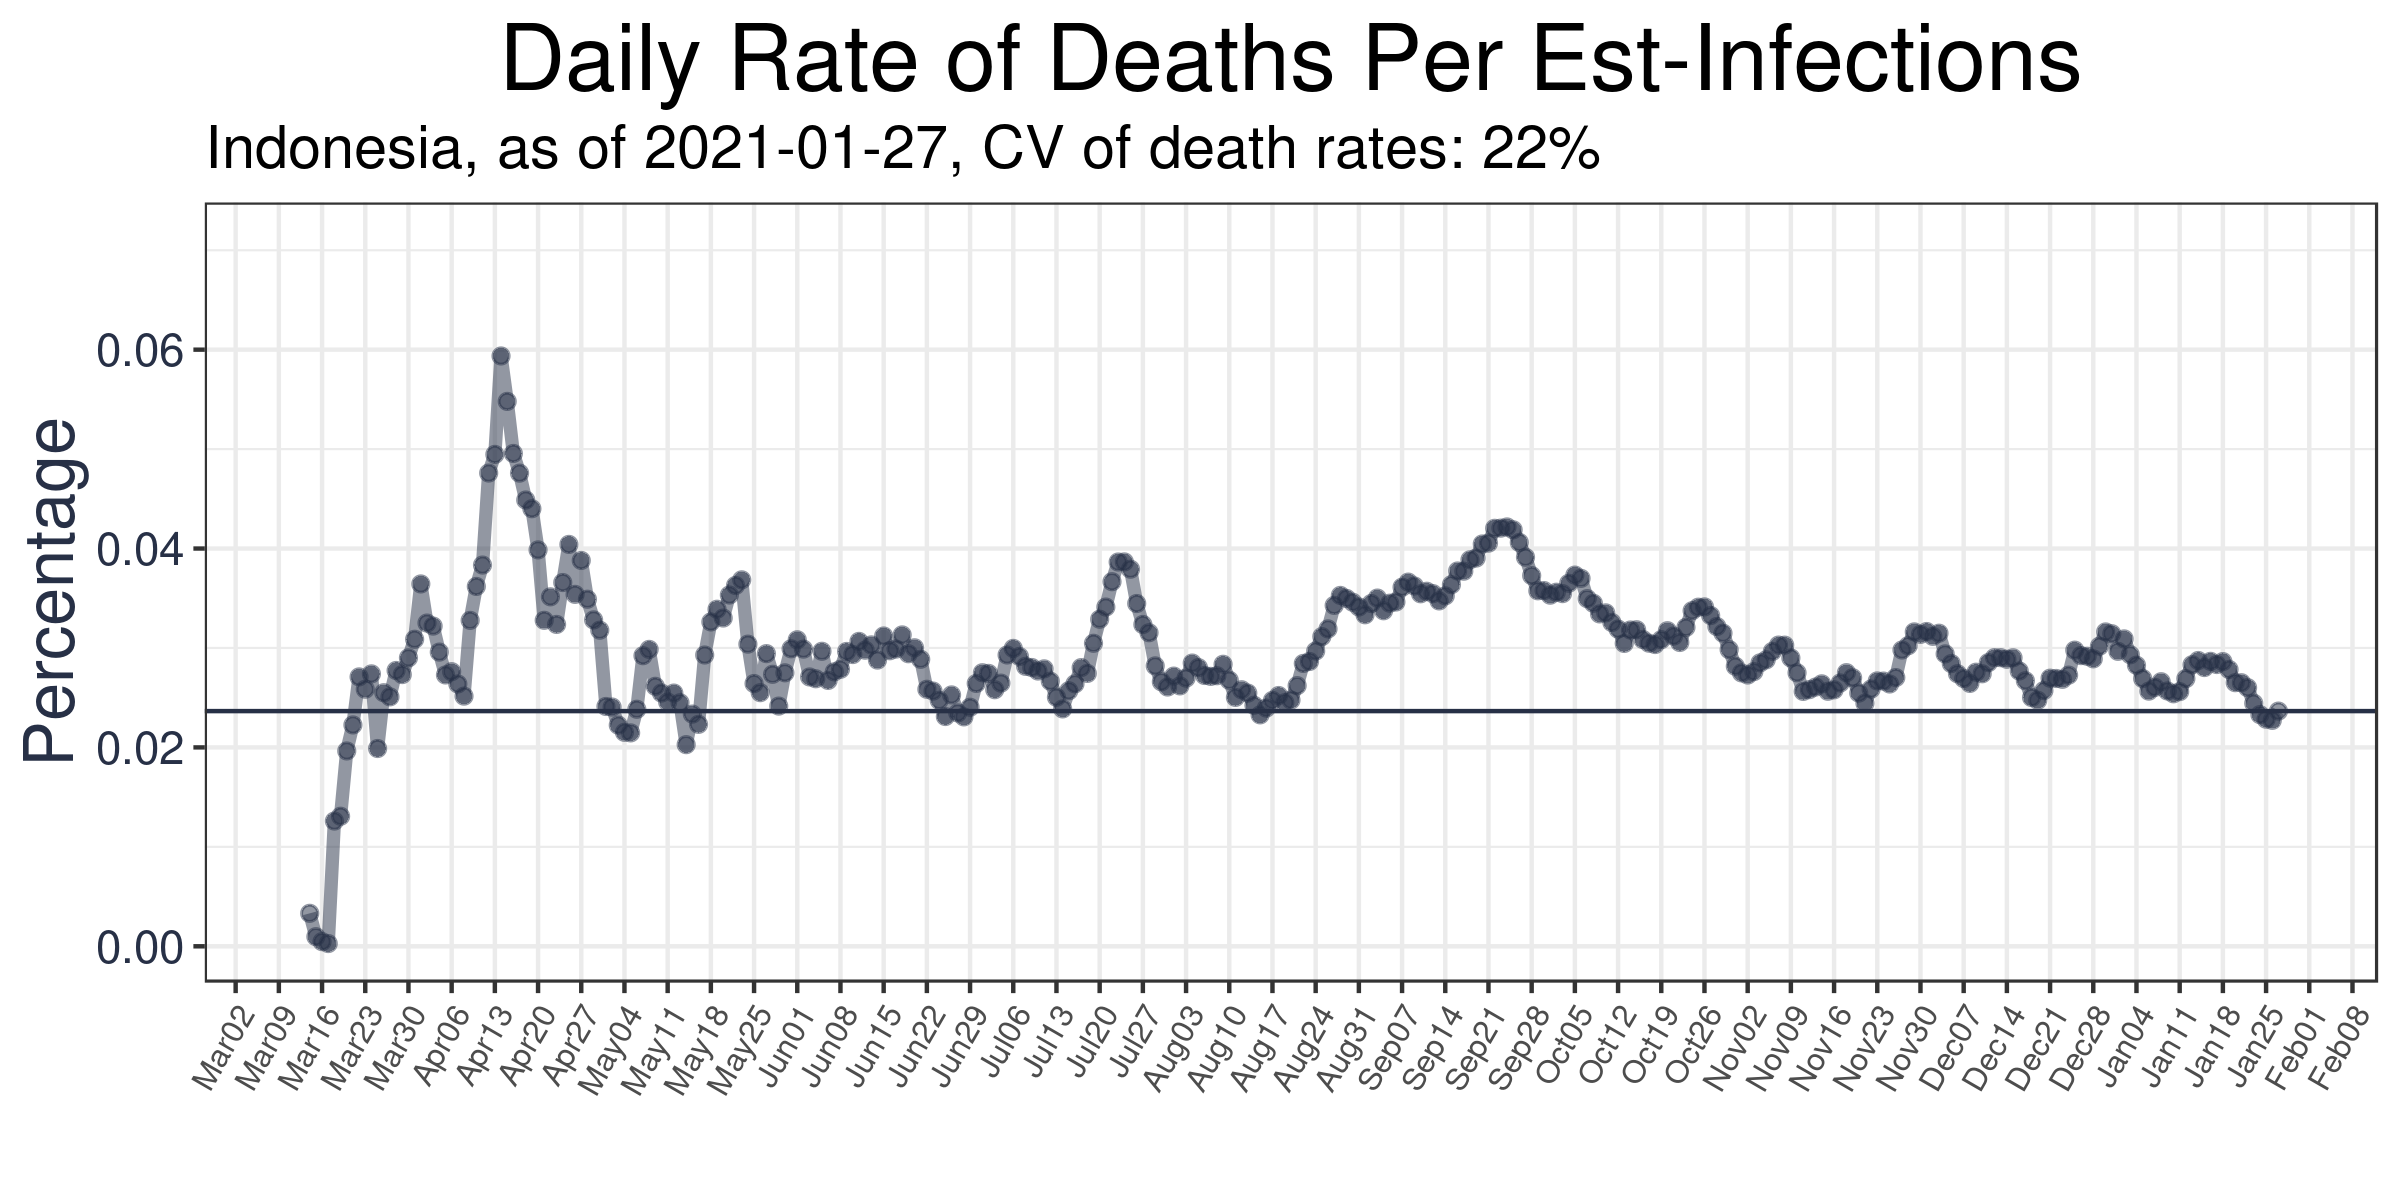 Daily Rate of Deaths Per Est-Infections
Indonesia, as of 2021-01-27, CV of death rates: 22%
Percentage
0.06
0.04
0.02
0.00
Mar02
Mar09
Mar16
Mar23
Mar30
Apr06
Apr13
Apr20
Apr27
May04
May11
May18
May25
Jun01
Jun08
Jun15
Jun22
Jun29
Jul06
Jul13
Jul20
Jul27
Aug03
Aug10
Aug17
Aug24
Aug31
Sep07
Sep14
Sep21
Sep28
Oct05
Oct12
Oct19
Oct26
Nov02
Nov09
Nov16
Nov23
Nov30
Dec07
Dec14
Dec21
Dec28
Jan04
Jan11
Jan18
Jan25
Feb01
Feb08